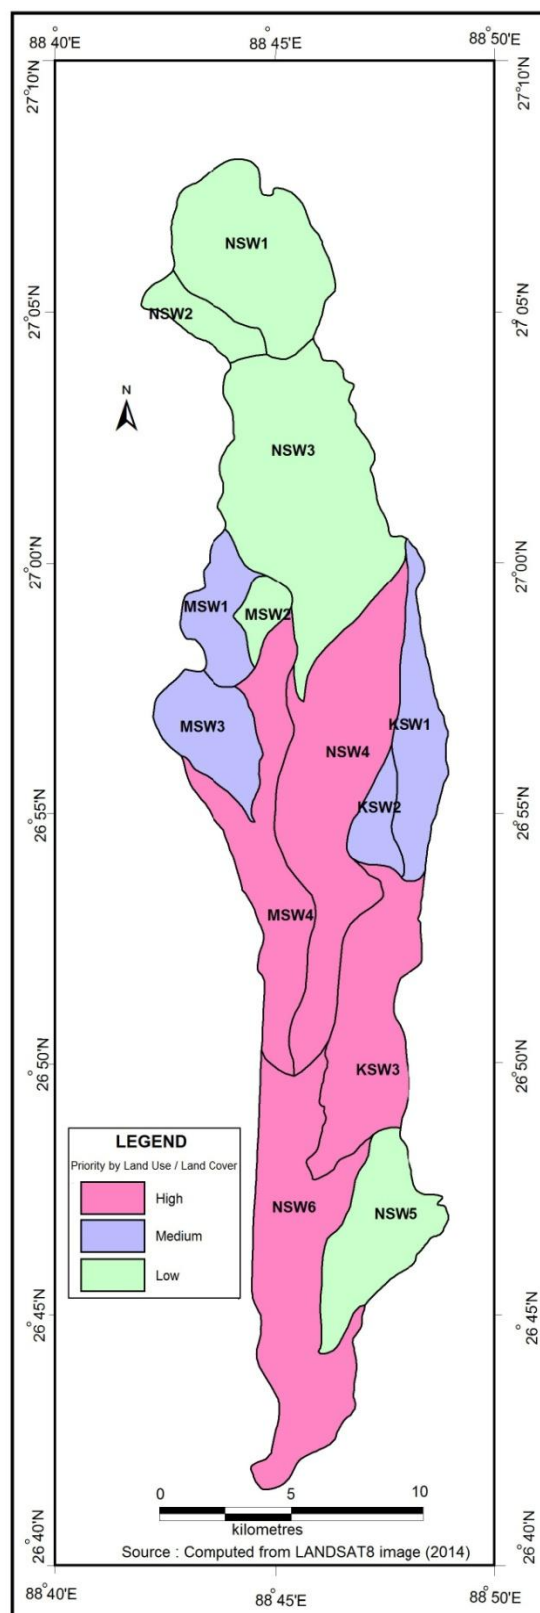 88°40'E 88°45'E 88°50'E
27°10'N 27°10'N
NSW1
27°05'N 27°05'N
NSW2
N
NSW3
27°00'N 27°00'N
MSW1
MSW2
MSW3
KSW1
NSW4
KSW2
26°55'N 26°55'N
MSW4
26°50'N 26°50'N
KSW3
LEGEND
Priority by Land Use / Land Cover
High
Medium
Low
NSW6
NSW5
26°45'N 26°45'N
0 5 10
kilometres
Source : Computed from LANDSAT8 image (2014)
26°40'N 26°40'N
88°40'E 88°45'E 88°50'E